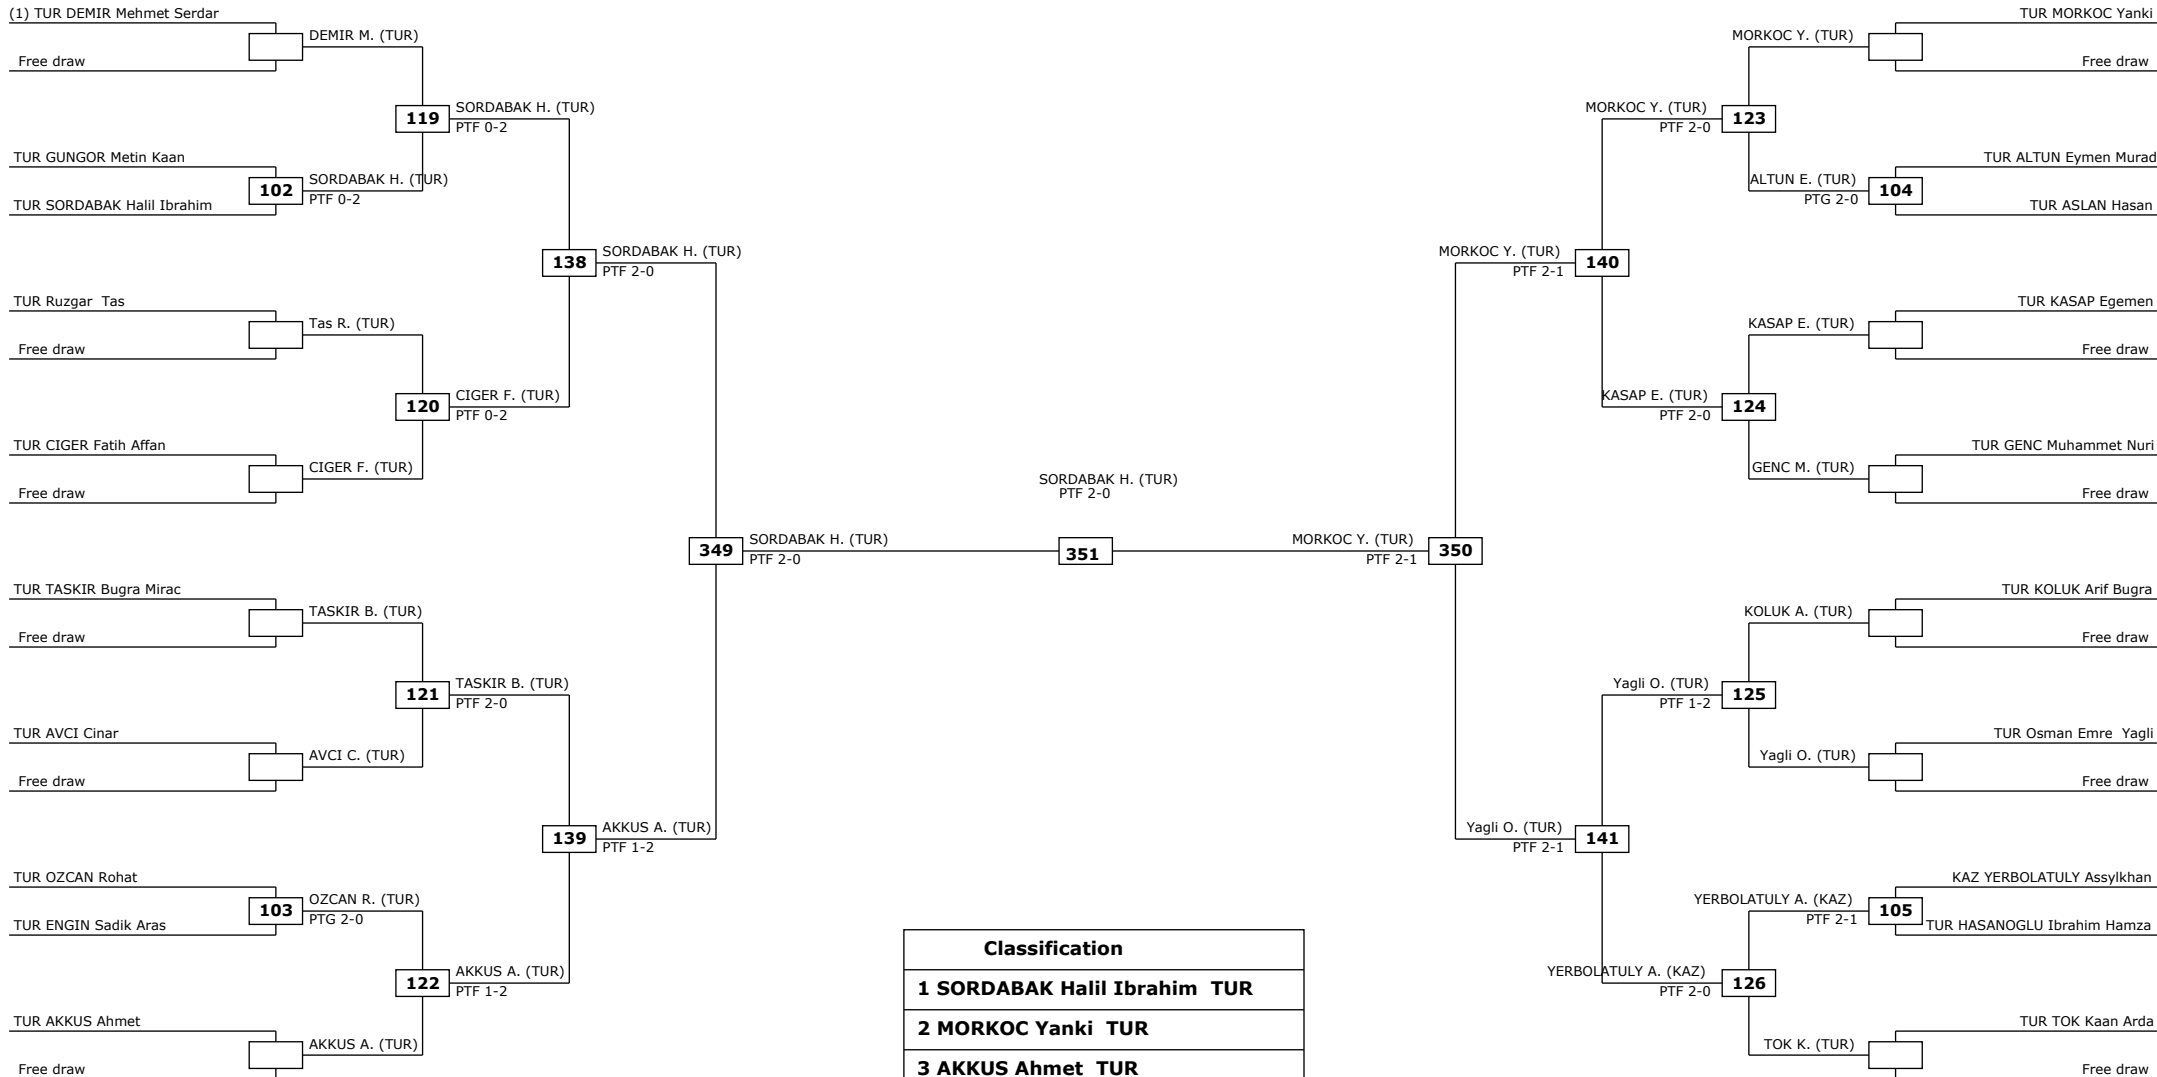 (1) TUR DEMIR Mehmet Serdar
DEMIR M. (TUR)
Free draw
119
SORDABAK H. (TUR)
PTF 0-2
TUR GUNGOR Metin Kaan
102
SORDABAK H. (TUR)
PTF 0-2
TUR SORDABAK Halil Ibrahim
138
SORDABAK H. (TUR)
PTF 2-0
TUR Ruzgar  Tas
Tas R. (TUR)
Free draw
120
CIGER F. (TUR)
PTF 0-2
TUR CIGER Fatih Affan
CIGER F. (TUR)
Free draw
349
SORDABAK H. (TUR)
PTF 2-0
TUR TASKIR Bugra Mirac
TASKIR B. (TUR)
Free draw
121
TASKIR B. (TUR)
PTF 2-0
TUR AVCI Cinar
AVCI C. (TUR)
Free draw
139
AKKUS A. (TUR)
PTF 1-2
TUR OZCAN Rohat
103
OZCAN R. (TUR)
PTG 2-0
TUR ENGIN Sadik Aras
122
AKKUS A. (TUR)
PTF 1-2
TUR AKKUS Ahmet
AKKUS A. (TUR)
Free draw
SORDABAK H. (TUR)
PTF 2-0
351
TUR MORKOC Yanki
MORKOC Y. (TUR)
Free draw
MORKOC Y. (TUR)
PTF 2-0
123
TUR ALTUN Eymen Murad
ALTUN E. (TUR)
PTG 2-0
104
TUR ASLAN Hasan
MORKOC Y. (TUR)
PTF 2-1
140
TUR KASAP Egemen
KASAP E. (TUR)
Free draw
KASAP E. (TUR)
PTF 2-0
124
TUR GENC Muhammet Nuri
GENC M. (TUR)
Free draw
MORKOC Y. (TUR)
PTF 2-1
350
TUR KOLUK Arif Bugra
KOLUK A. (TUR)
Free draw
Yagli O. (TUR)
PTF 1-2
125
TUR Osman Emre  Yagli
Yagli O. (TUR)
Free draw
Yagli O. (TUR)
PTF 2-1
141
KAZ YERBOLATULY Assylkhan
YERBOLATULY A. (KAZ)
PTF 2-1
105
TUR HASANOGLU Ibrahim Hamza
YERBOLATULY A. (KAZ)
PTF 2-0
126
TUR TOK Kaan Arda
TOK K. (TUR)
Free draw
Classification
1 SORDABAK Halil Ibrahim  TUR
2 MORKOC Yanki  TUR
3 AKKUS Ahmet  TUR